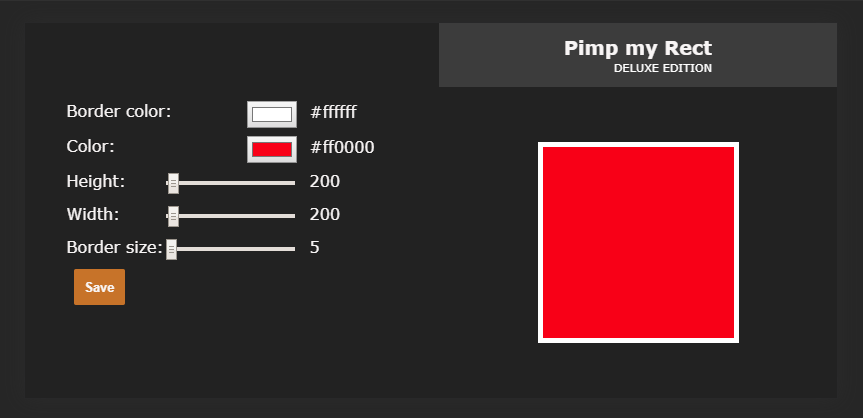 Pimp my Rect
DELUXE EDITION
Border color: #ffffff
Color: #ff0000
Height: 200
Width: 200
Border size: 5
Save